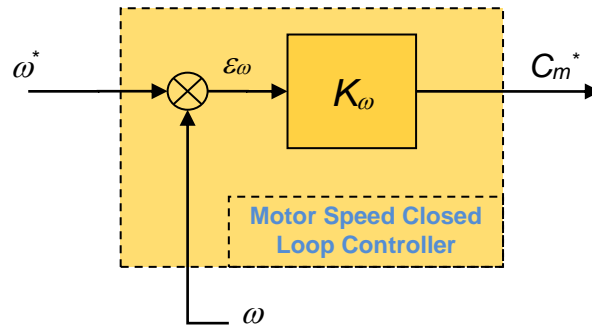 ω*
εω
Kω
Cm*
Motor Speed Closed
Loop Controller
ω